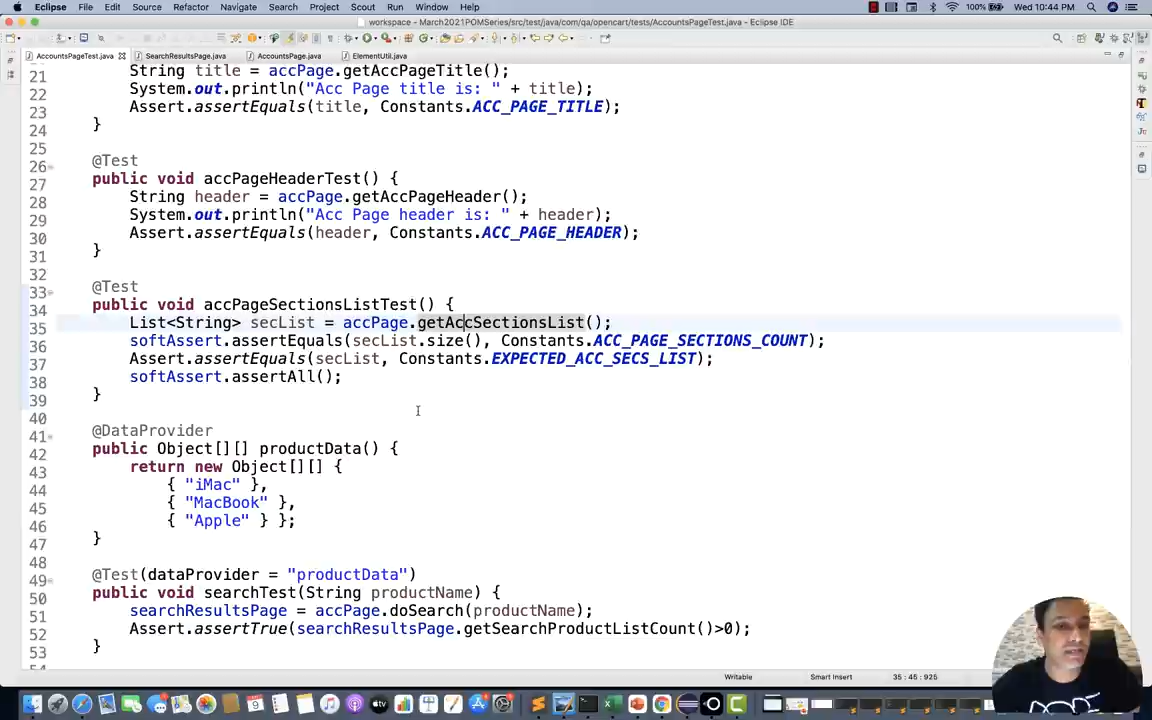 Eclipse File Edit Source Refactor Navigate Search Project Scout Run Window Help 100% Wed 10:44 PM
workspace - March2021POMSeries/src/test/java/com/qa/opencart/tests/AccountsPageTest.java - Eclipse IDE
AccountsPageTest.java SearchResultsPage.java AccountsPage.java ElementUtil.java
21 String title = accPage.getAccPageTitle();
22 System.out.println("Acc Page title is: " + title);
23 Assert.assertEquals(title, Constants.ACC_PAGE_TITLE);
24 }
25
26 @Test
27 public void accPageHeaderTest() {
28 String header = accPage.getAccPageHeader();
29 System.out.println("Acc Page header is: " + header);
30 Assert.assertEquals(header, Constants.ACC_PAGE_HEADER);
31 }
32
33 @Test
34 public void accPageSectionsListTest() {
35 List<String> secList = accPage.getAccSectionsList();
36 softAssert.assertEquals(secList.size(), Constants.ACC_PAGE_SECTIONS_COUNT);
37 Assert.assertEquals(secList, Constants.EXPECTED_ACC_SECS_LIST);
38 softAssert.assertAll();
39 }
40
41 @DataProvider
42 public Object[][] productData() {
43 return new Object[][] {
44 { "iMac" },
45 { "MacBook" },
46 { "Apple" } };
47 }
48
49 @Test(dataProvider = "productData")
50 public void searchTest(String productName) {
51 searchResultsPage = accPage.doSearch(productName);
52 Assert.assertTrue(searchResultsPage.getSearchProductListCount()>0);
53 }
Writable Smart Insert 35 : 46 : 925